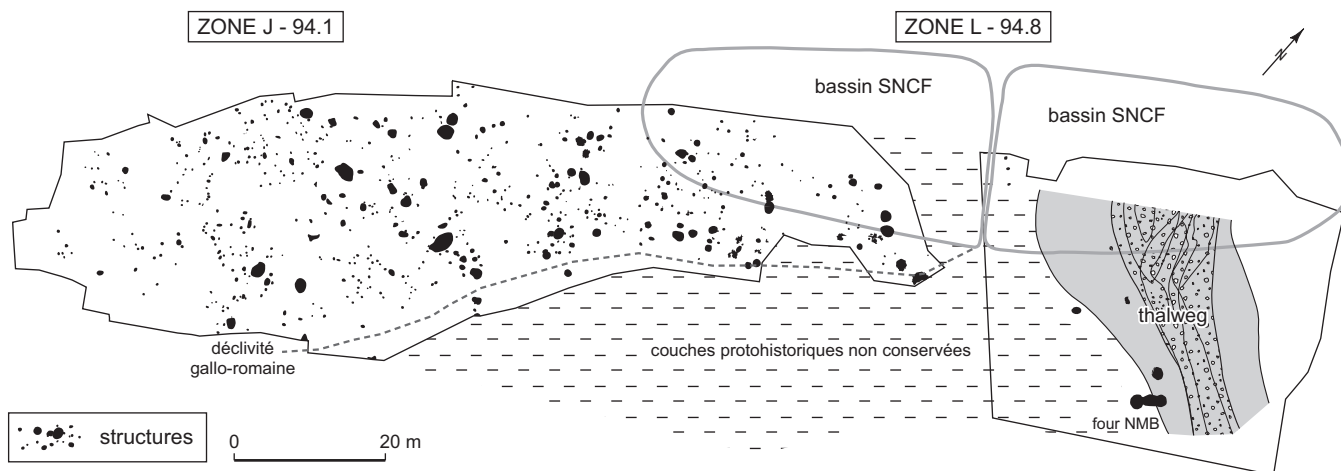 ZONE J - 94.1
ZONE L - 94.8
N
bassin SNCF
bassin SNCF
thalweg
déclivité
gallo-romaine
couches protohistoriques non conservées
four NMB
structures
0
20 m